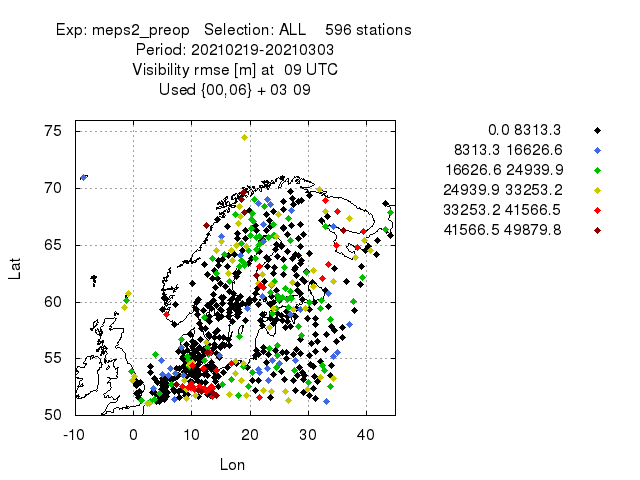 Exp: meps2_preop Selection: ALL 596 stations
Period: 20210219-20210303
Visibility rmse [m] at 09 UTC
Used {00,06} + 03 09
0.0 8313.3
8313.3 16626.6
16626.6 24939.9
24939.9 33253.2
33253.2 41566.5
41566.5 49879.8
75
70
65
60
55
50
Lat
-10 0 10 20 30 40
Lon